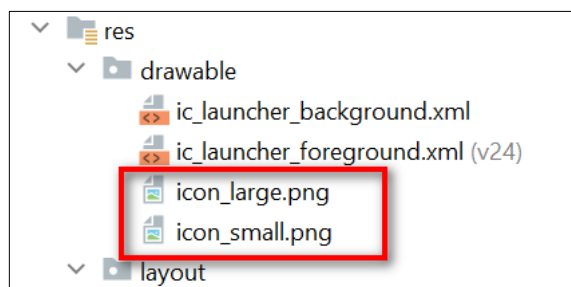 res
drawable
ic_launcher_background.xml
ic_launcher_foreground.xml (v24)
icon_large.png
icon_small.png
layout